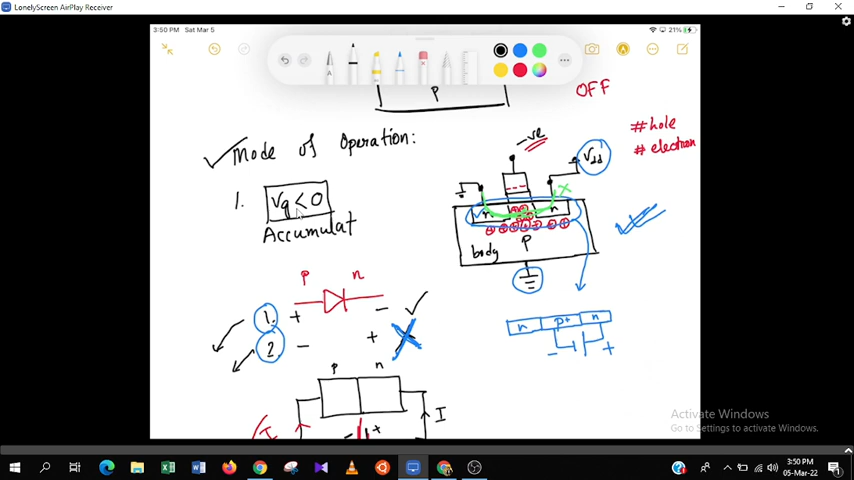 LonelyScreen AirPlay Receiver
3:50 PM Sat Mar 5
21%
A
P
OFF
# hole
# electron
Mode of Operation:
-ve
Vdd
1. Vg < 0
Accumulat
n
n
body
P
P n
1. + -
2. - +
n p+ n
- +
P n
I
I
- +
Activate Windows
Go to Settings to activate Windows.
3:50 PM
05-Mar-22